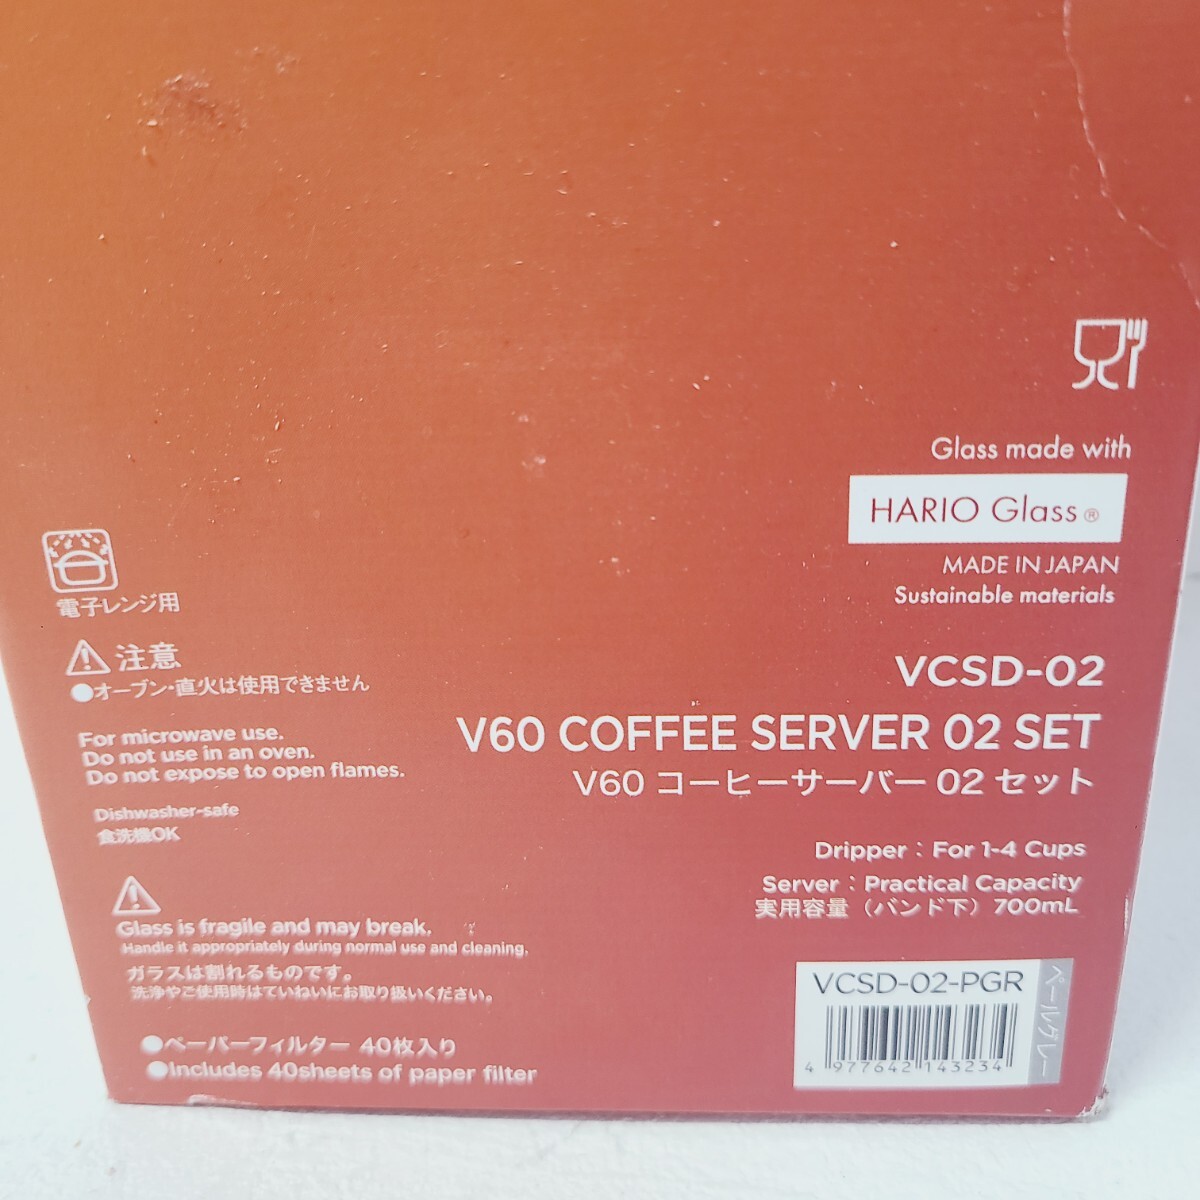 Glass made with
HARIO Glass®
MADE IN JAPAN
Sustainable materials
VCSD-02
V60 COFFEE SERVER 02 SET
V60 コーヒーサーバー 02 セット
Dripper : For 1-4 Cups
Server : Practical Capacity
実用容量（バンド下）700mL
VCSD-02-PGR
ペールグレー
4 977642 143234
電子レンジ用
注意
●オーブン・直火は使用できません
For microwave use.
Do not use in an oven.
Do not expose to open flames.
Dishwasher-safe
食洗機OK
Glass is fragile and may break.
Handle it appropriately during normal use and cleaning.
ガラスは割れるものです。
洗浄やご使用時はていねいにお取り扱いください。
●ペーパーフィルター 40枚入り
●Includes 40sheets of paper filter